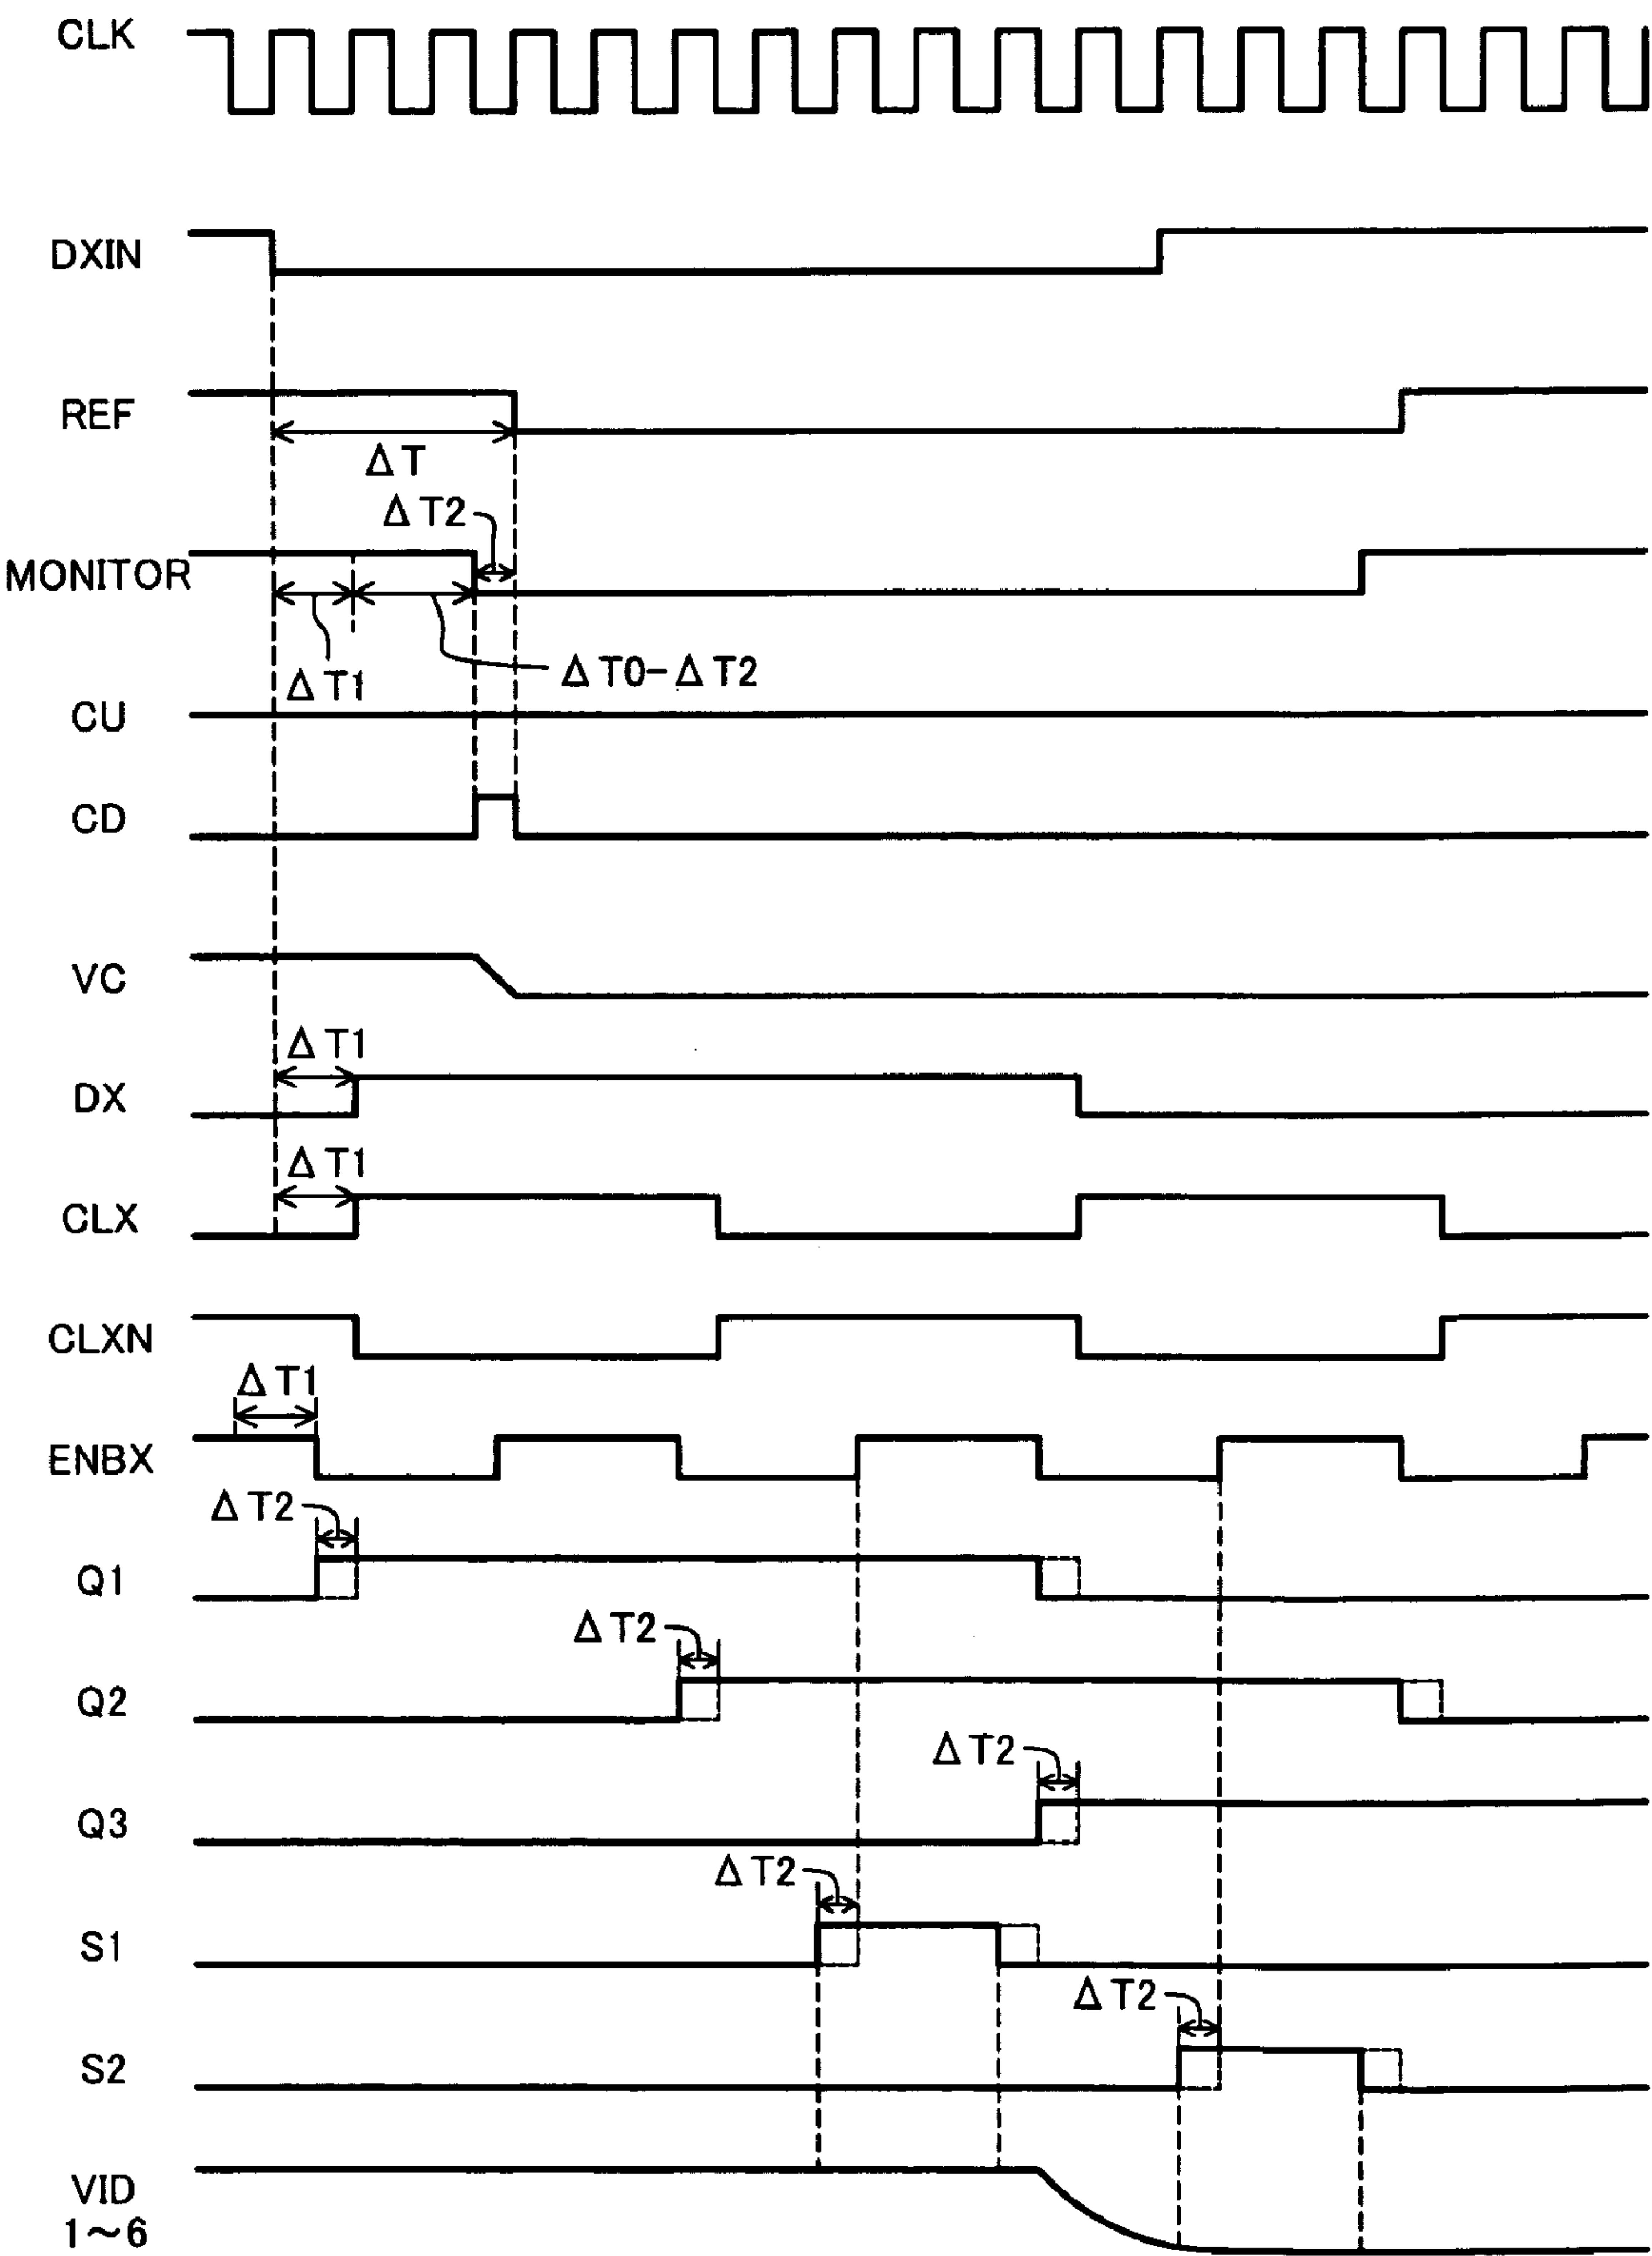 CLK
DXIN
REF
ΔT
ΔT2
MONITOR
ΔT0-ΔT2
ΔT1
CU
CD
VC
ΔT1
DX
ΔT1
CLX
CLXN
ΔT1
ENBX
ΔT2
Q1
ΔT2
Q2
ΔT2
Q3
ΔT2
S1
ΔT2
S2
VID
1~6